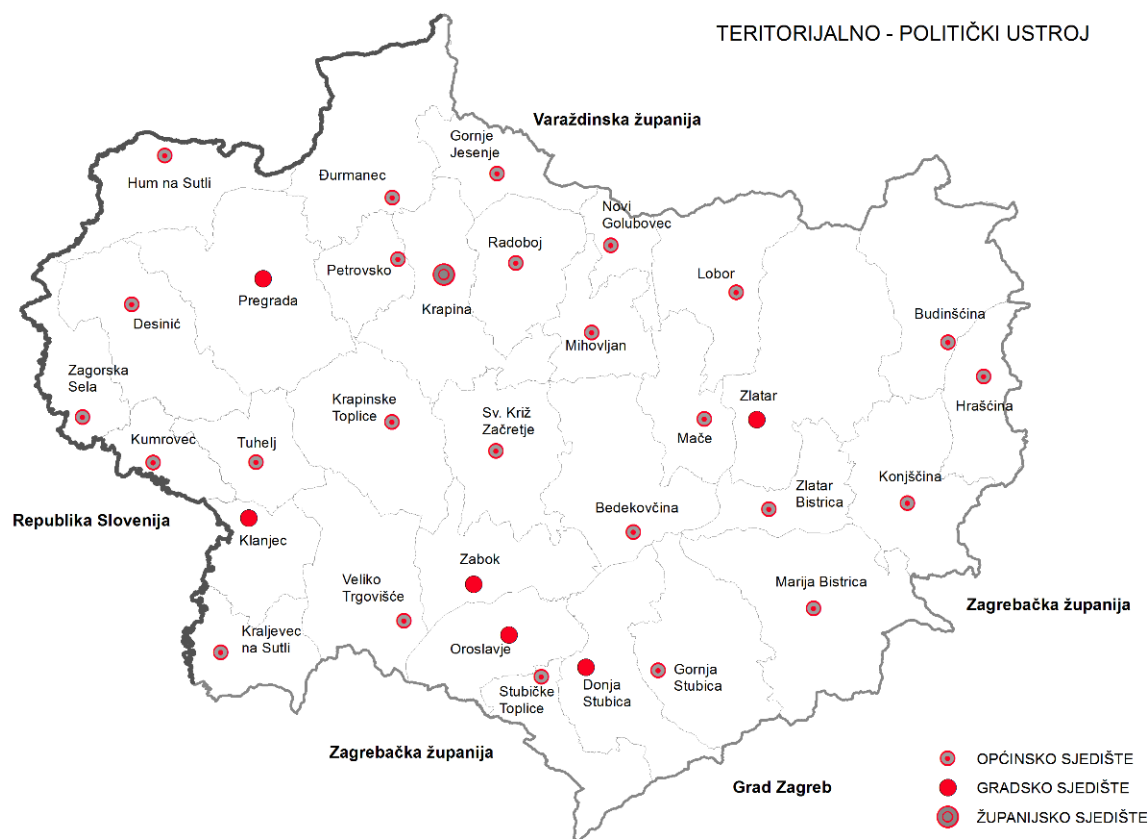 TERITORIJALNO - POLITIČKI USTROJ
Varaždinska županija
Gornje
Jesenje
Hum na Sutli
Đurmanec
Novi
Golubovec
Radoboj
Petrovsko
Lobor
Pregrada
Krapina
Desinić
Budinšćina
Mihovljan
Zagorska
Sela
Krapinske
Toplice
Zlatar
Sv. Križ
Začretje
Hrašćina
Mače
Kumrovec
Tuhelj
Zlatar
Bistrica
Konjščina
Republika Slovenija
Bedekovčina
Klanjec
Zabok
Veliko
Trgovišće
Marija Bistrica
Zagrebačka županija
Kraljevec
na Sutli
Oroslavje
Gornja
Stubica
Stubičke
Toplice
Donja
Stubica
Zagrebačka županija
Grad Zagreb
OPĆINSKO SJEDIŠTE
GRADSKO SJEDIŠTE
ŽUPANIJSKO SJEDIŠTE